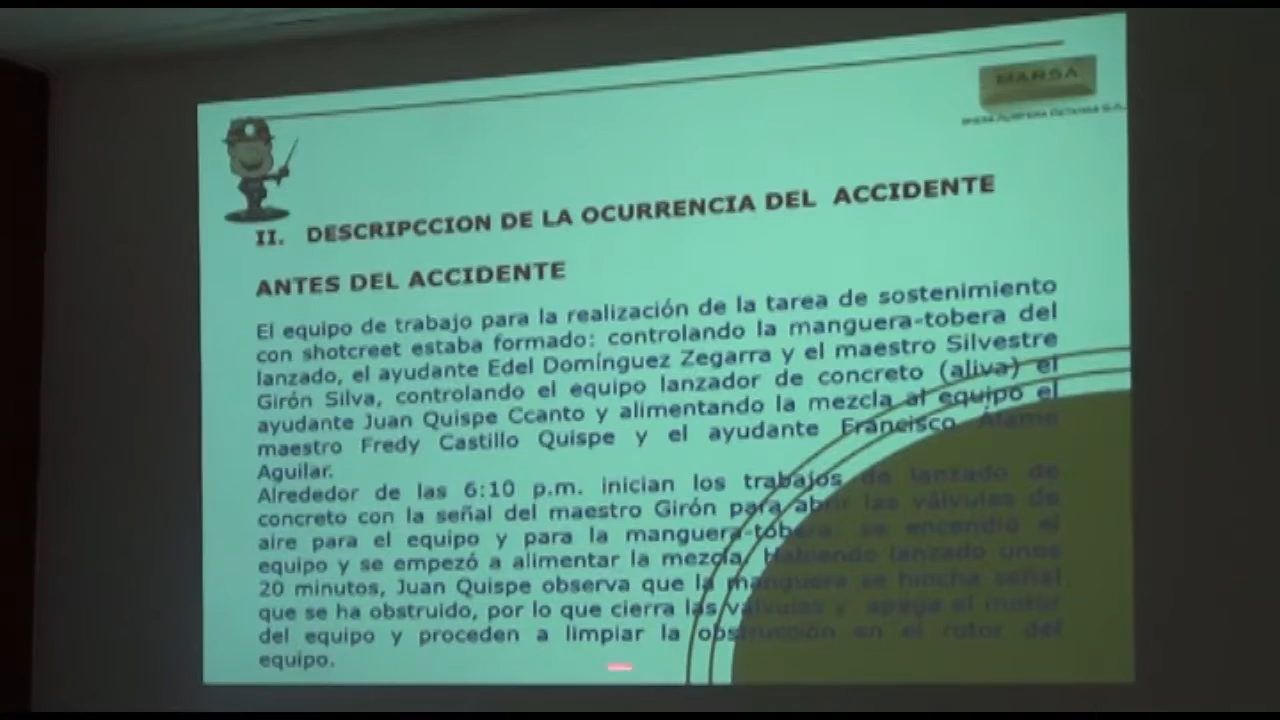 MARSA
II. DESCRIPCCION DE LA OCURRENCIA DEL ACCIDENTE
ANTES DEL ACCIDENTE
El equipo de trabajo para la realización de la tarea de sostenimiento
con shotcreet estaba formado: controlando la manguera-tobera del
lanzado, el ayudante Edel Domínguez Zegarra y el maestro Silvestre
Girón Silva, controlando el equipo lanzador de concreto (aliva) el
ayudante Juan Quispe Ccanto y alimentando la mezcla al equipo el
maestro Fredy Castillo Quispe y el ayudante Francisco Álamo
Aguilar.
Alrededor de las 6:10 p.m. inician los trabajos de lanzado de
concreto con la señal del maestro Girón para abrir las válvulas de
aire para el equipo y para la manguera-tobera, se encendió el
equipo y se empezó a alimentar la mezcla. Habiendo lanzado unos
20 minutos, Juan Quispe observa que la manguera se hincha señal
que se ha obstruido, por lo que cierra las válvulas y apaga el motor
del equipo y proceden a limpiar la obstrucción en el rotor del
equipo.